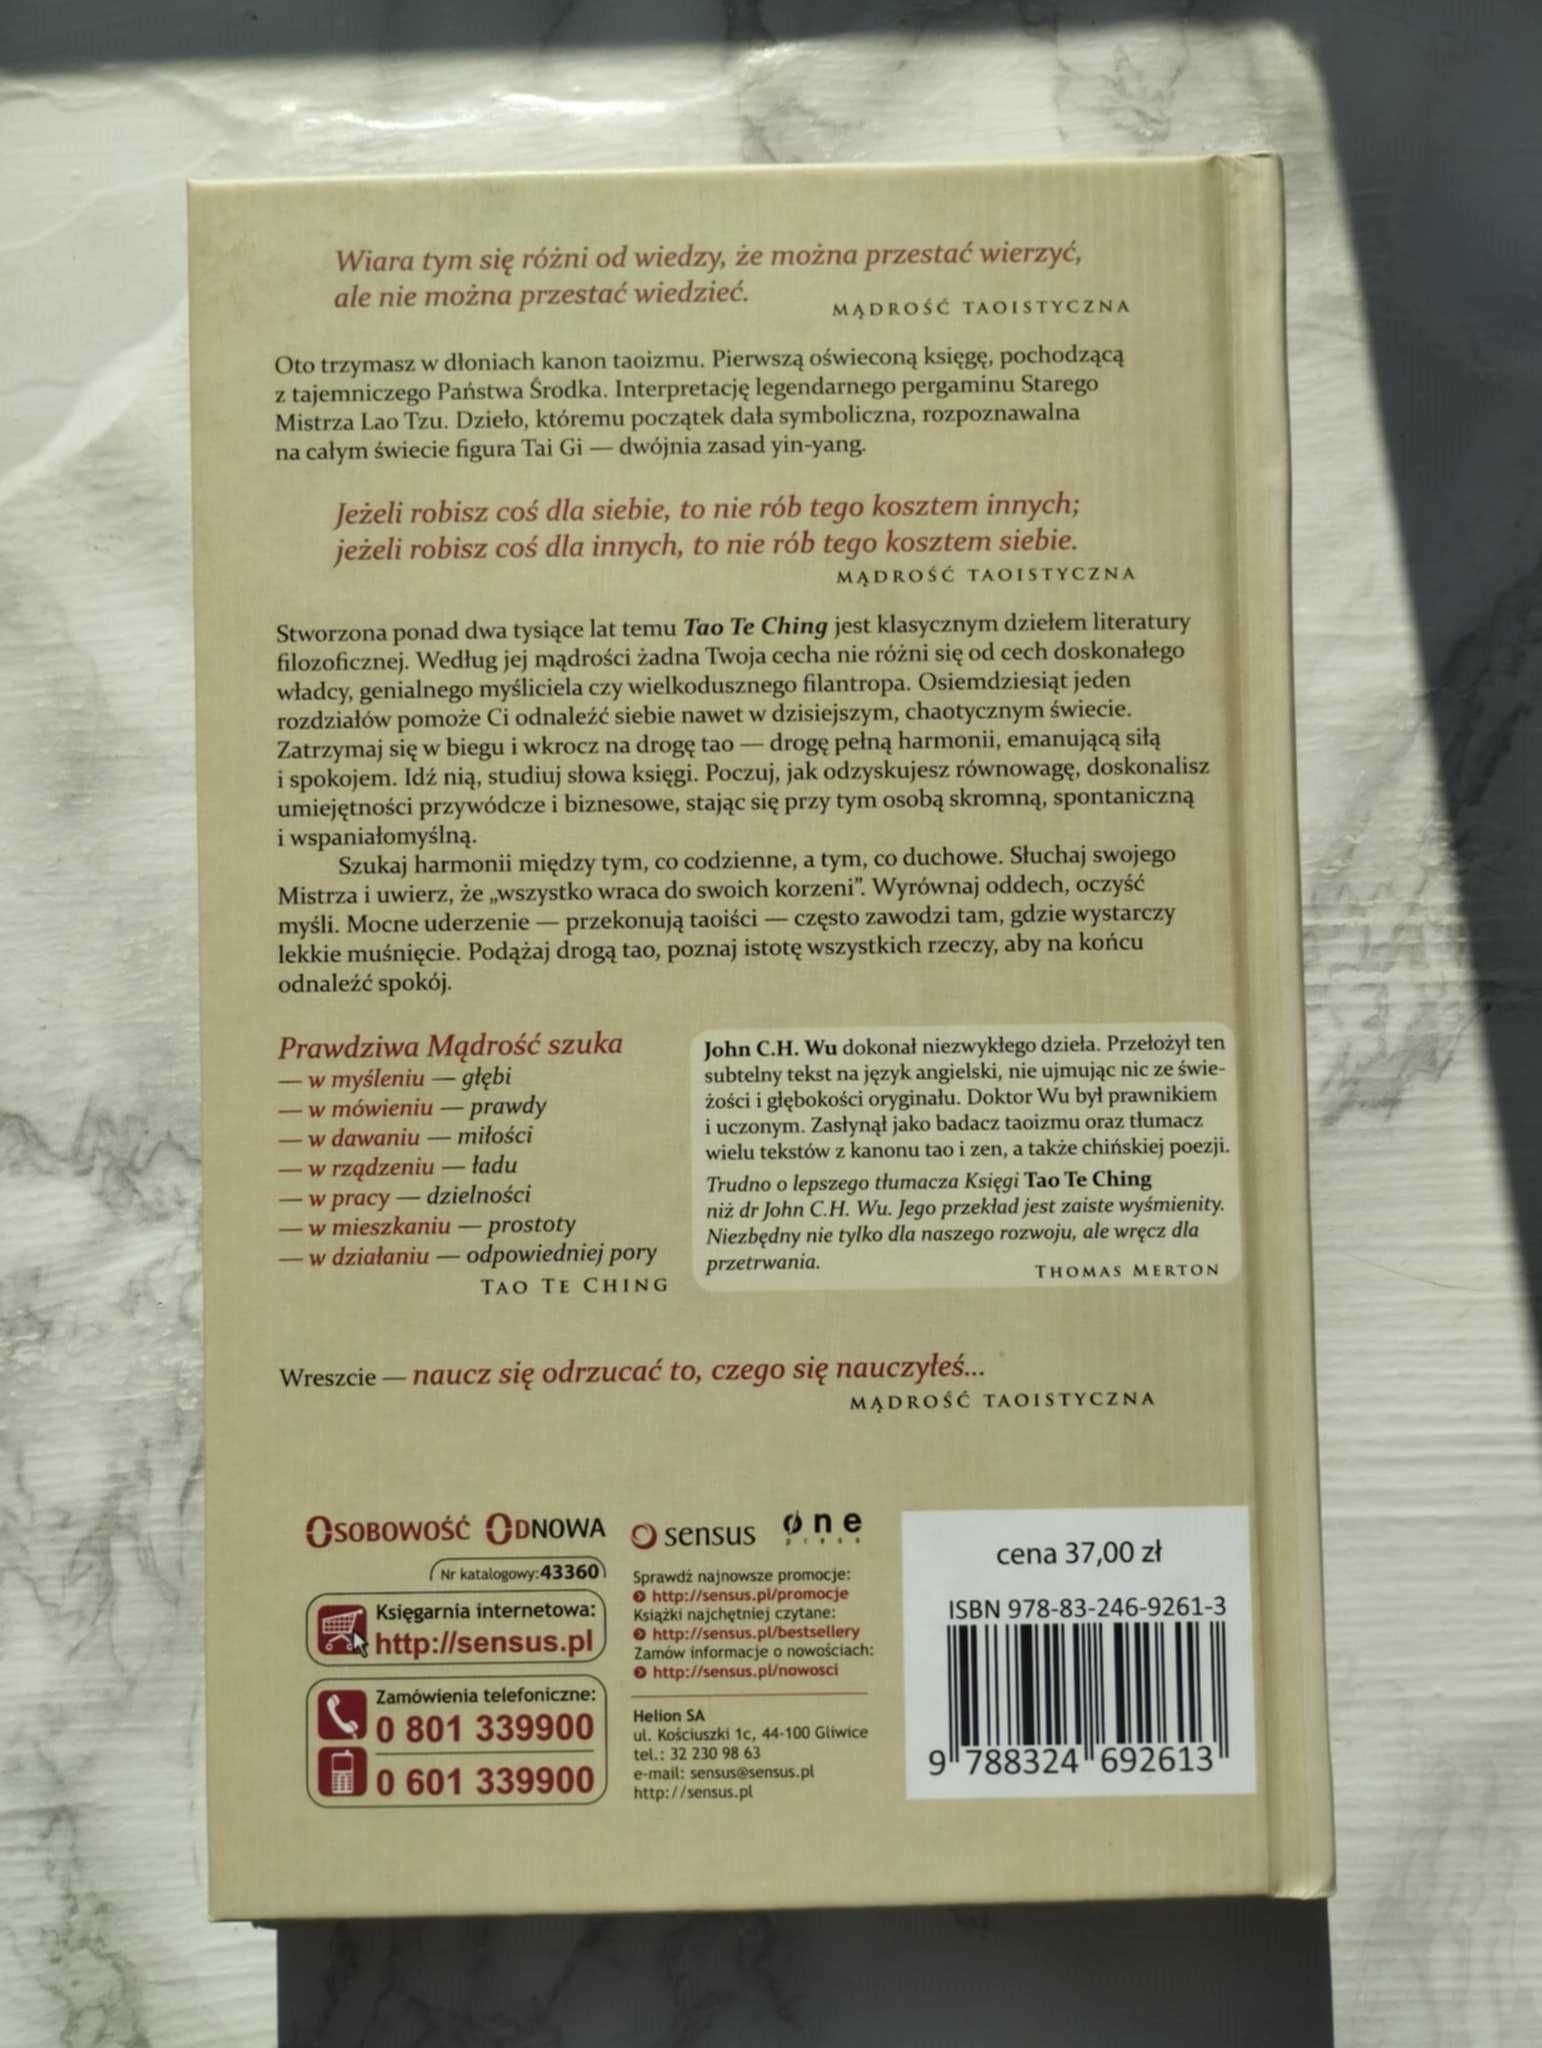 Wiara tym się różni od wiedzy, że można przestać wierzyć,
ale nie można przestać wiedzieć.
MĄDROŚĆ TAOISTYCZNA
Oto trzymasz w dłoniach kanon taoizmu. Pierwszą oświeconą księgę, pochodzącą
z tajemniczego Państwa Środka. Interpretację legendarnego pergaminu Starego
Mistrza Lao Tzu. Dzieło, któremu początek dała symboliczna, rozpoznawalna
na całym świecie figura Tai Gi — dwójnia zasad yin-yang.
Jeżeli robisz coś dla siebie, to nie rób tego kosztem innych;
jeżeli robisz coś dla innych, to nie rób tego kosztem siebie.
MĄDROŚĆ TAOISTYCZNA
Stworzona ponad dwa tysiące lat temu Tao Te Ching jest klasycznym dziełem literatury
filozoficznej. Według jej mądrości żadna Twoja cecha nie różni się od cech doskonałego
władcy, genialnego myśliciela czy wielkodusznego filantropa. Osiemdziesiąt jeden
rozdziałów pomoże Ci odnaleźć siebie nawet w dzisiejszym, chaotycznym świecie.
Zatrzymaj się w biegu i wkrocz na drogę tao — drogę pełną harmonii, emanującą siłą
i spokojem. Idź nią, studiuj słowa księgi. Poczuj, jak odzyskujesz równowagę, doskonalisz
umiejętności przywódcze i biznesowe, stając się przy tym osobą skromną, spontaniczną
i wspaniałomyślną.
Szukaj harmonii między tym, co codzienne, a tym, co duchowe. Słuchaj swojego
Mistrza i uwierz, że „wszystko wraca do swoich korzeni”. Wyrównaj oddech, oczyść
myśli. Mocne uderzenie — przekonują taoiści — często zawodzi tam, gdzie wystarczy
lekkie muśnięcie. Podążaj drogą tao, poznaj istotę wszystkich rzeczy, aby na końcu
odnaleźć spokój.
Prawdziwa Mądrość szuka
— w myśleniu — głębi
— w mówieniu — prawdy
— w dawaniu — miłości
— w rządzeniu — ładu
— w pracy — dzielności
— w mieszkaniu — prostoty
— w działaniu — odpowiedniej pory
TAO TE CHING
John C.H. Wu dokonał niezwykłego dzieła. Przełożył ten
subtelny tekst na język angielski, nie ujmując nic ze świe-
żości i głębokości oryginału. Doktor Wu był prawnikiem
i uczonym. Zasłynął jako badacz taoizmu oraz tłumacz
wielu tekstów z kanonu tao i zen, a także chińskiej poezji.
Trudno o lepszego tłumacza Księgi Tao Te Ching
niż dr John C.H. Wu. Jego przekład jest zaiste wyśmienity.
Niezbędny nie tylko dla naszego rozwoju, ale wręcz dla
przetrwania.
THOMAS MERTON
Wreszcie — naucz się odrzucać to, czego się nauczyłeś...
MĄDROŚĆ TAOISTYCZNA
OSOBOWOŚĆ ODNOWA
Nr katalogowy: 43360
Księgarnia internetowa:
http://sensus.pl
Zamówienia telefoniczne:
0 801 339900
0 601 339900
sensus
øne
press
Sprawdź najnowsze promocje:
http://sensus.pl/promocje
Książki najchętniej czytane:
http://sensus.pl/bestsellery
Zamów informacje o nowościach:
http://sensus.pl/nowosci
Helion SA
ul. Kościuszki 1c, 44-100 Gliwice
tel.: 32 230 98 63
e-mail: sensus@sensus.pl
http://sensus.pl
cena 37,00 zł
ISBN 978-83-246-9261-3
9 788324 692613